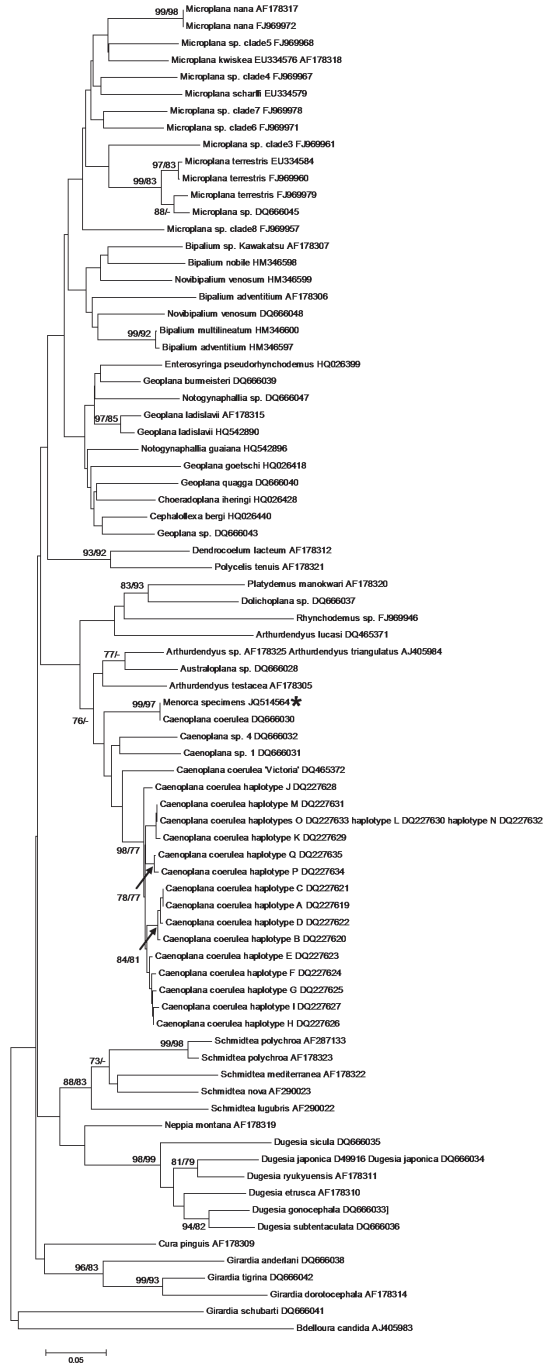 Microplana nana AF178317
99/98
Microplana nana FJ969972
Microplana sp. clade5 FJ969968
Microplana kwiskea EU334576 AF178318
Microplana sp. clade4 FJ969967
Microplana scharffi EU334579
Microplana sp. clade7 FJ969978
Microplana sp. clade6 FJ969971
Microplana sp. clade3 FJ969961
97/83
Microplana terrestris EU334584
99/83
Microplana terrestris FJ969960
Microplana terrestris FJ969979
88/-
Microplana sp. DQ666045
Microplana sp. clade8 FJ969957
Bipalium sp. Kawakatsu AF178307
Bipalium nobile HM346598
Novibipalium venosum HM346599
Bipalium adventitium AF178306
Novibipalium venosum DQ666048
99/92
Bipalium multilineatum HM346600
Bipalium adventitium HM346597
Enterosyringa pseudorhynchodemus HQ026399
Geoplana burmeisteri DQ666039
Notogynaphallia sp. DQ666047
97/85
Geoplana ladislavii AF178315
Geoplana ladislavii HQ542890
Notogynaphallia guaiana HQ542896
Geoplana goetschi HQ026418
Geoplana quagga DQ666040
Choeradoplana iheringi HQ026428
Cephaloflexa bergi HQ026440
Geoplana sp. DQ666043
93/92
Dendrocoelum lacteum AF178312
Polycelis tenuis AF178321
83/93
Platydemus manokwari AF178320
Dolichoplana sp. DQ666037
Rhynchodemus sp. FJ969946
Arthurdendyus lucasi DQ465371
77/-
Arthurdendyus sp. AF178325 Arthurdendyus triangulatus AJ405984
Australoplana sp. DQ666028
Arthurdendyus testacea AF178305
76/-
99/97
Menorca specimens JQ514564*
Caenoplana coerulea DQ666030
Caenoplana sp. 4 DQ666032
Caenoplana sp. 1 DQ666031
Caenoplana coerulea 'Victoria' DQ465372
Caenoplana coerulea haplotype J DQ227628
Caenoplana coerulea haplotype M DQ227631
Caenoplana coerulea haplotypes O DQ227633 haplotype L DQ227630 haplotype N DQ227632
Caenoplana coerulea haplotype K DQ227629
98/77
Caenoplana coerulea haplotype Q DQ227635
Caenoplana coerulea haplotype P DQ227634
78/77
Caenoplana coerulea haplotype C DQ227621
Caenoplana coerulea haplotype A DQ227619
Caenoplana coerulea haplotype D DQ227622
Caenoplana coerulea haplotype B DQ227620
84/81
Caenoplana coerulea haplotype E DQ227623
Caenoplana coerulea haplotype F DQ227624
Caenoplana coerulea haplotype G DQ227625
Caenoplana coerulea haplotype I DQ227627
Caenoplana coerulea haplotype H DQ227626
99/98
Schmidtea polychroa AF287133
73/-
Schmidtea polychroa AF178323
Schmidtea mediterranea AF178322
88/83
Schmidtea nova AF290023
Schmidtea lugubris AF290022
Neppia montana AF178319
Dugesia sicula DQ666035
98/99
81/79
Dugesia japonica D49916 Dugesia japonica DQ666034
Dugesia ryukyuensis AF178311
Dugesia etrusca AF178310
Dugesia gonocephala DQ666033]
94/82
Dugesia subtentaculata DQ666036
Cura pinguis AF178309
96/83
Girardia anderlani DQ666038
99/93
Girardia tigrina DQ666042
Girardia dorotocephala AF178314
Girardia schubarti DQ666041
Bdelloura candida AJ405983
0.05